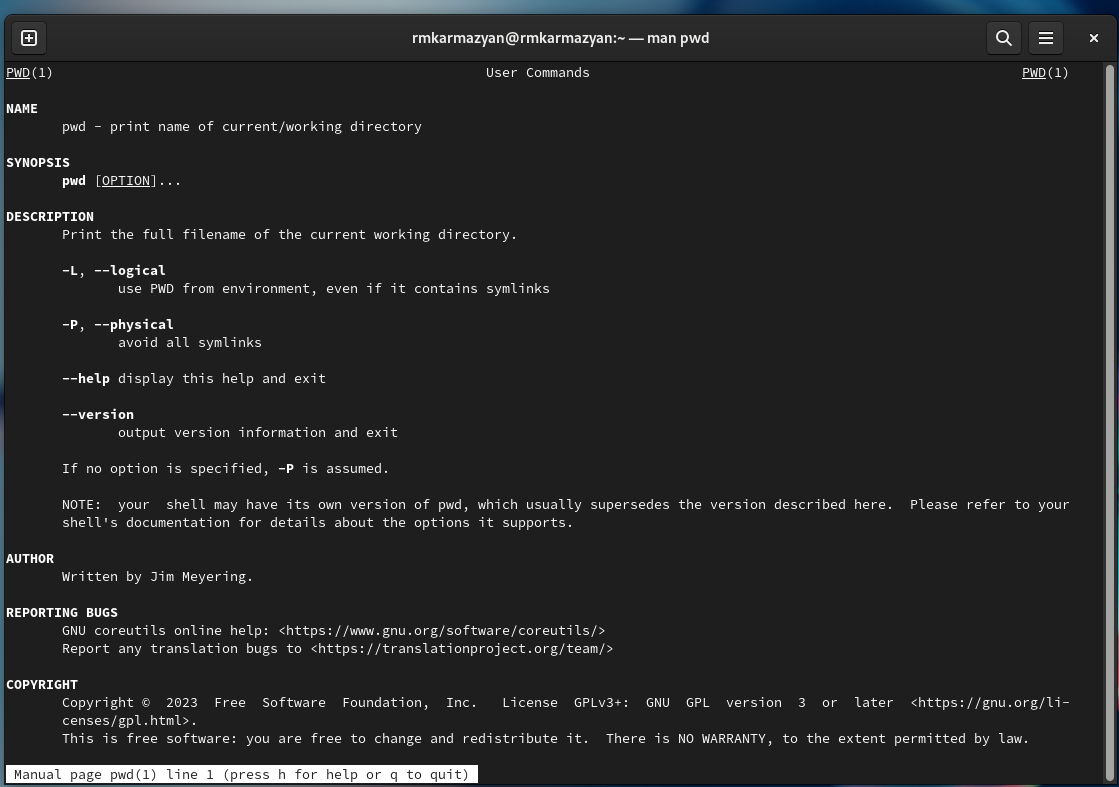 rmkarmazyan@rmkarmazyan:~ — man pwd
PWD(1) User Commands PWD(1)
NAME
pwd - print name of current/working directory
SYNOPSIS
pwd [OPTION]...
DESCRIPTION
Print the full filename of the current working directory.
-L, --logical
use PWD from environment, even if it contains symlinks
-P, --physical
avoid all symlinks
--help display this help and exit
--version
output version information and exit
If no option is specified, -P is assumed.
NOTE:  your  shell may have its own version of pwd, which usually supersedes the version described here.  Please refer to your
shell's documentation for details about the options it supports.
AUTHOR
Written by Jim Meyering.
REPORTING BUGS
GNU coreutils online help: <https://www.gnu.org/software/coreutils/>
Report any translation bugs to <https://translationproject.org/team/>
COPYRIGHT
Copyright ©  2023  Free  Software  Foundation,  Inc.   License  GPLv3+:  GNU  GPL  version  3  or  later  <https://gnu.org/li-
censes/gpl.html>.
This is free software: you are free to change and redistribute it.  There is NO WARRANTY, to the extent permitted by law.
Manual page pwd(1) line 1 (press h for help or q to quit)